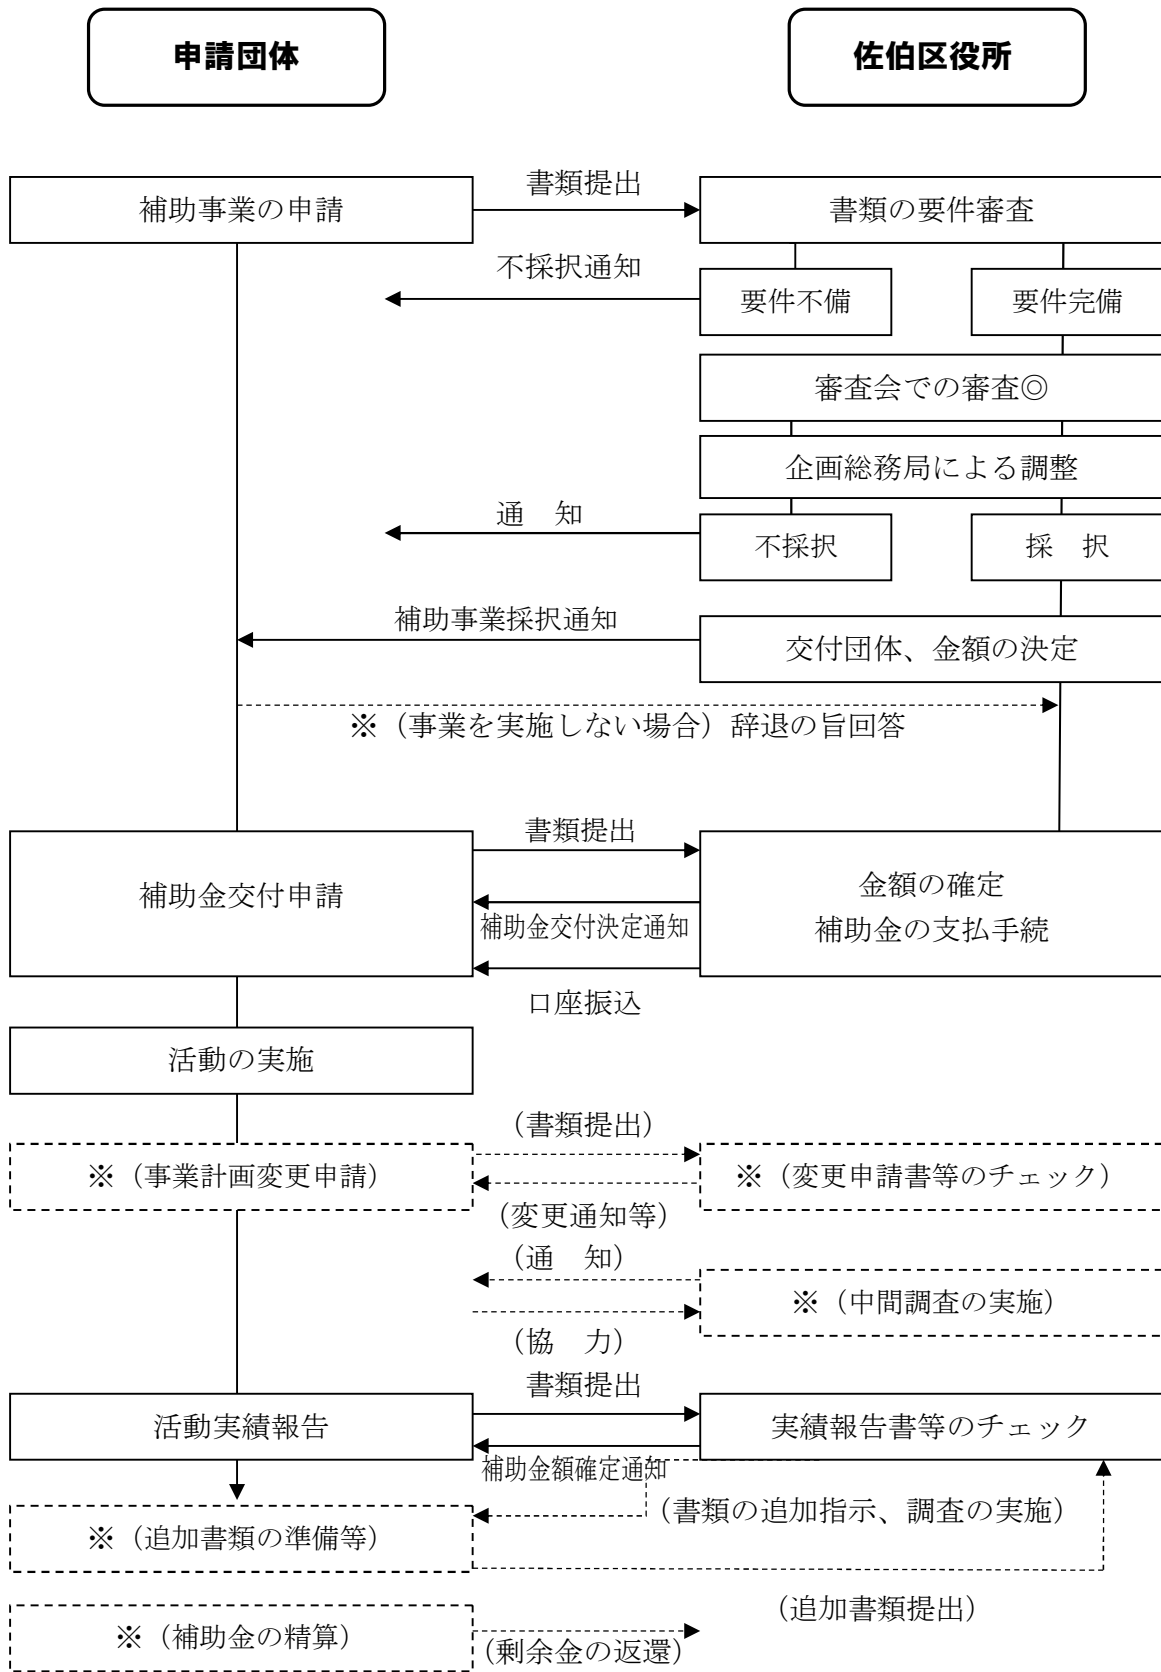 申請団体
佐伯区役所
補助事業の申請
書類提出
書類の要件審査
不採択通知
要件不備
要件完備
審査会での審査◎
企画総務局による調整
通　知
不採択
採　択
補助事業採択通知
交付団体、金額の決定
※（事業を実施しない場合）辞退の旨回答
補助金交付申請
書類提出
金額の確定
補助金の支払手続
補助金交付決定通知
口座振込
活動の実施
（書類提出）
※（事業計画変更申請）
※（変更申請書等のチェック）
（変更通知等）
（通　知）
※（中間調査の実施）
（協　力）
書類提出
活動実績報告
実績報告書等のチェック
補助金額確定通知
（書類の追加指示、調査の実施）
※（追加書類の準備等）
（追加書類提出）
※（補助金の精算）
（剰余金の返還）